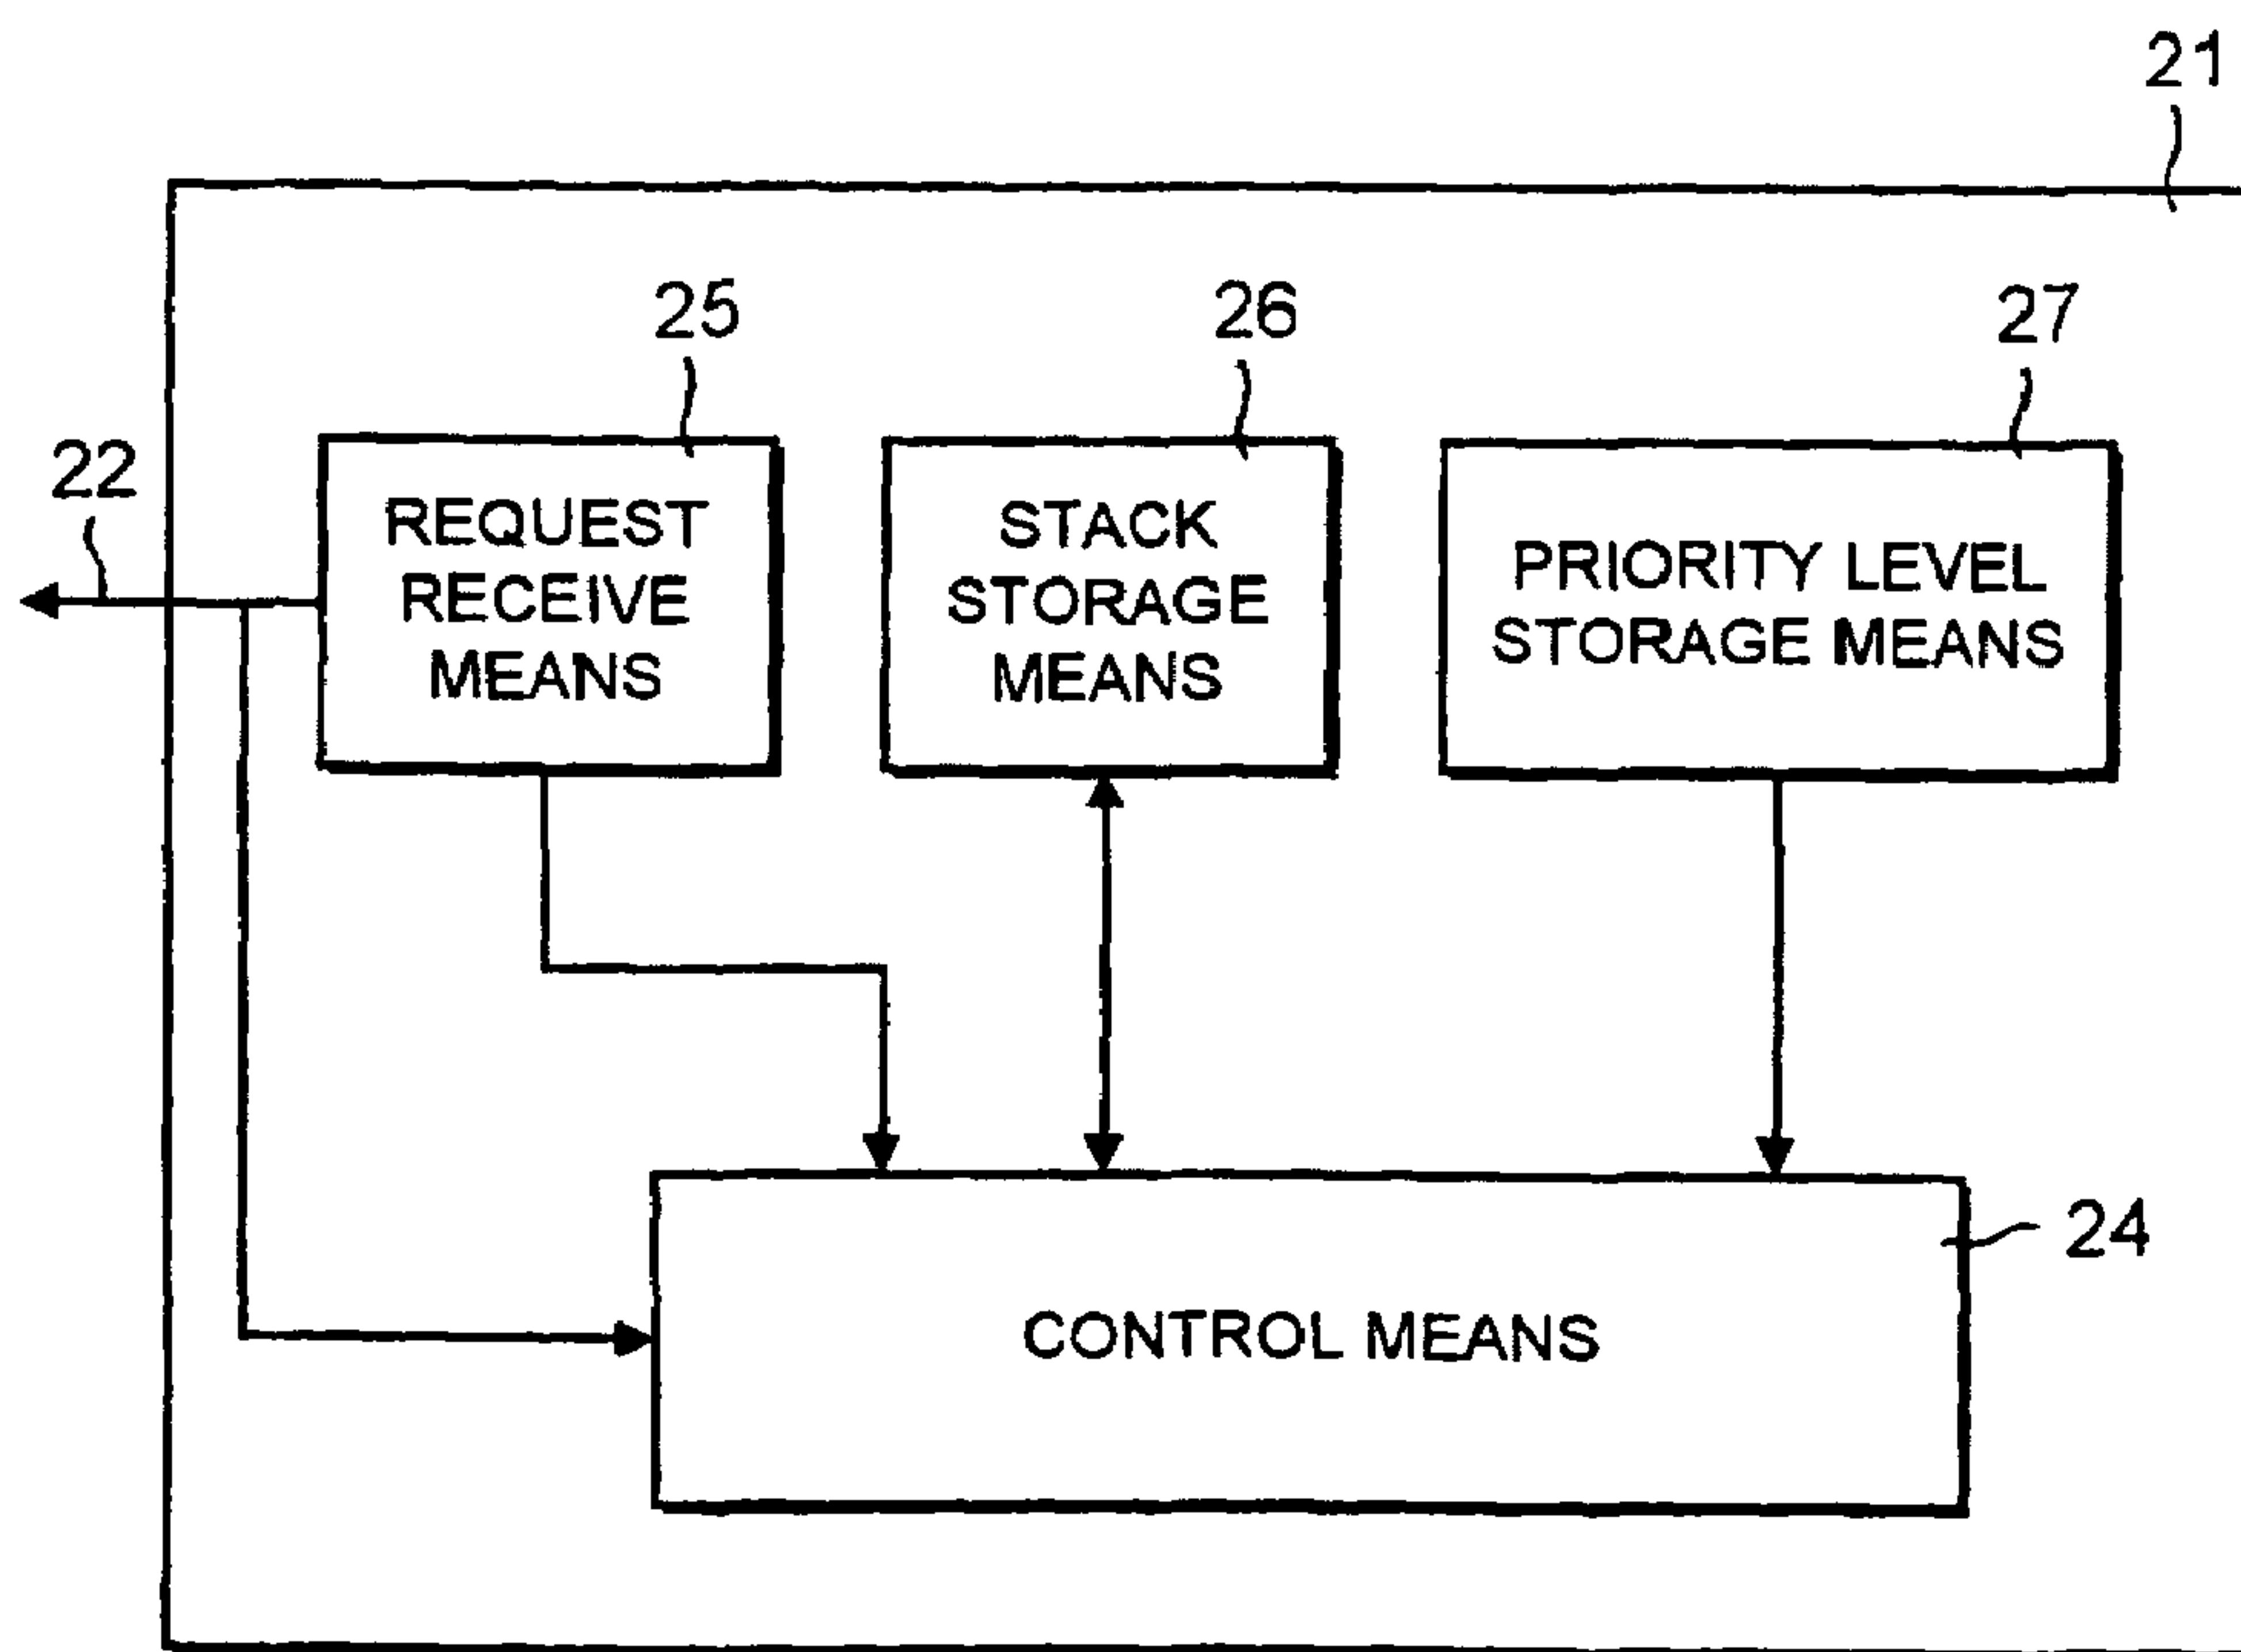 21
25
26
27
22
REQUEST
RECEIVE
MEANS
STACK
STORAGE
MEANS
PRIORITY LEVEL
STORAGE MEANS
24
CONTROL MEANS